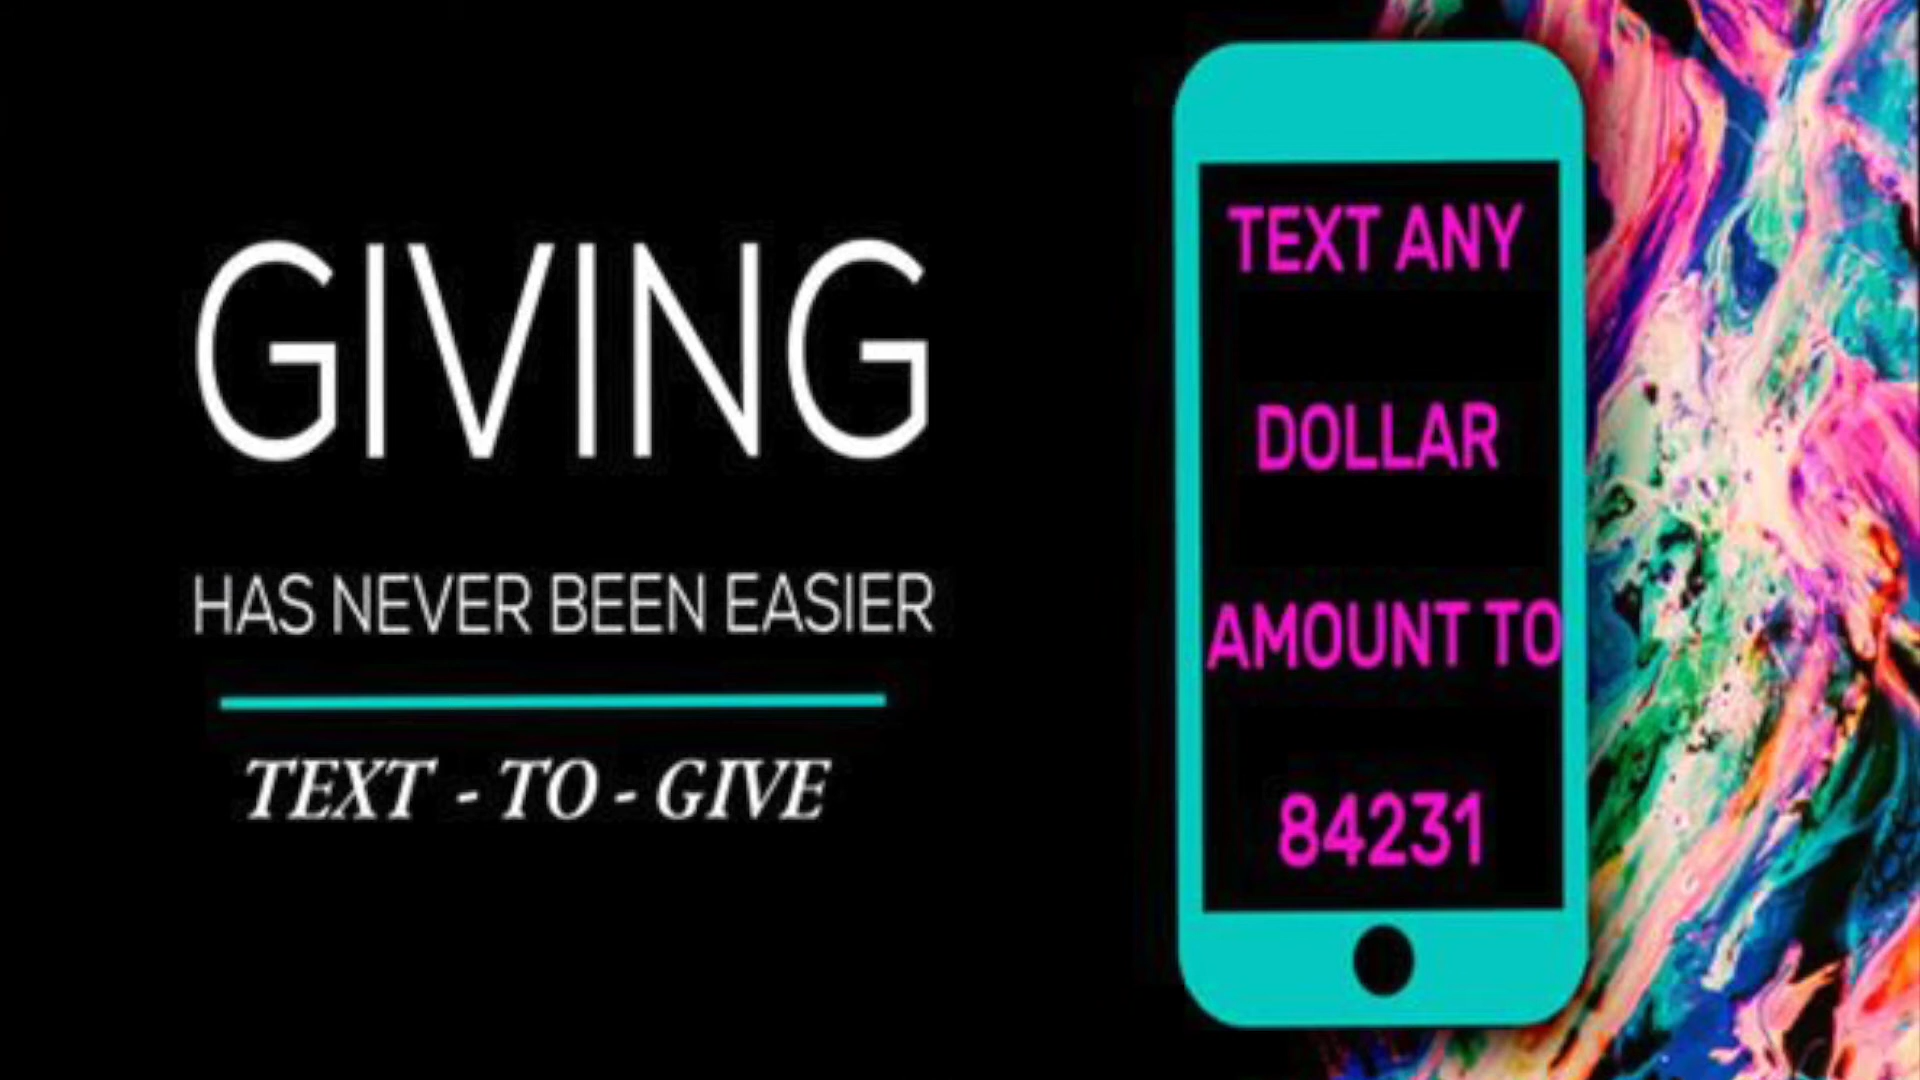 GIVING
HAS NEVER BEEN EASIER
TEXT - TO - GIVE
TEXT ANY
DOLLAR
AMOUNT TO
84231